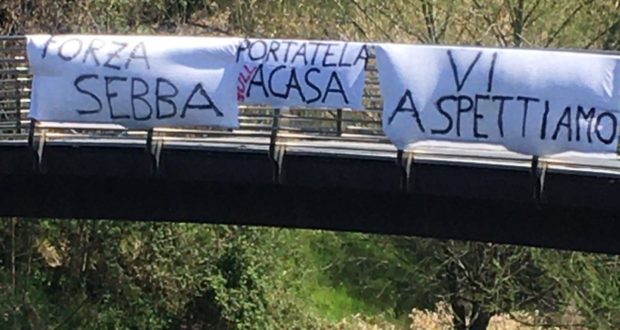 FORZA
SEBBA
PORTATELA
ACASA
VI
ASPETTIAMO